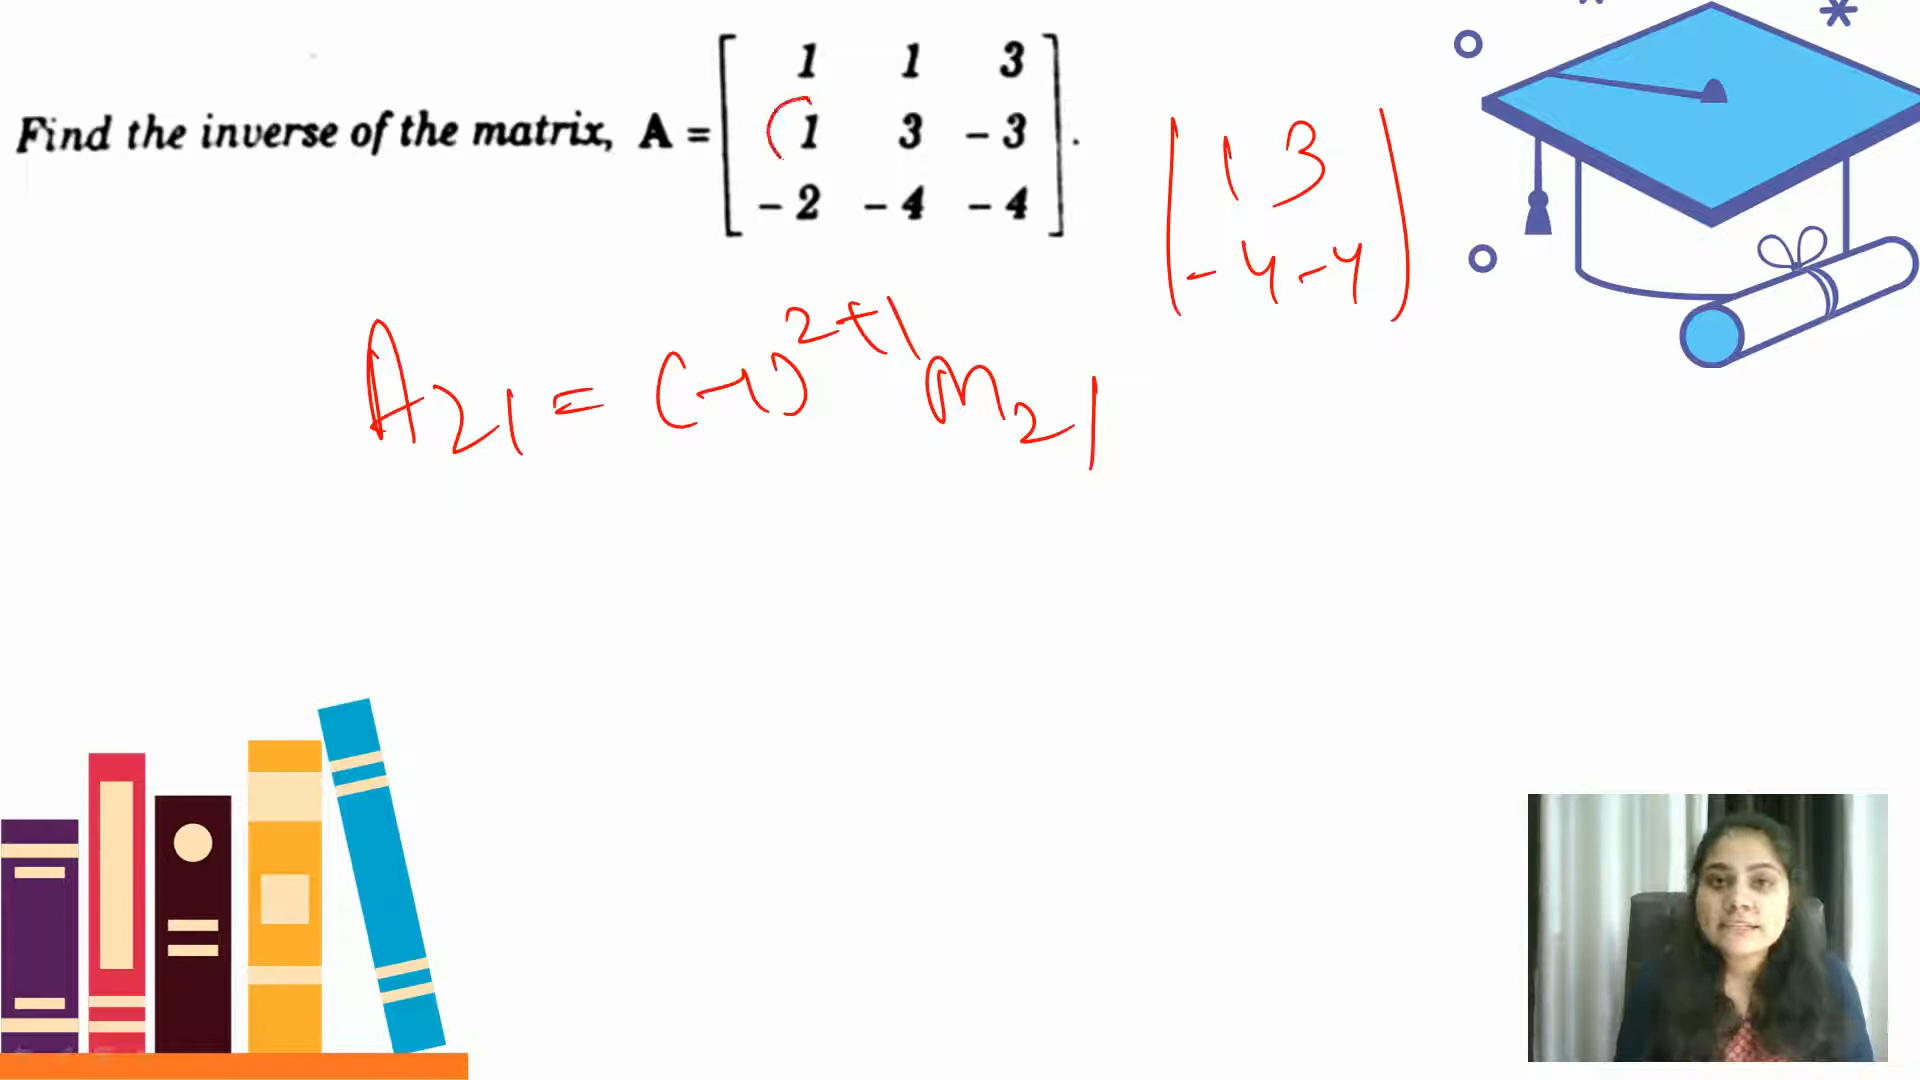 Find the inverse of the matrix, A = [ 1 1 3
1 3 - 3
- 2 - 4 - 4 ] .
| 1 3 |
| - 4 - 4 |
A21 = (-1)^2+1 M21